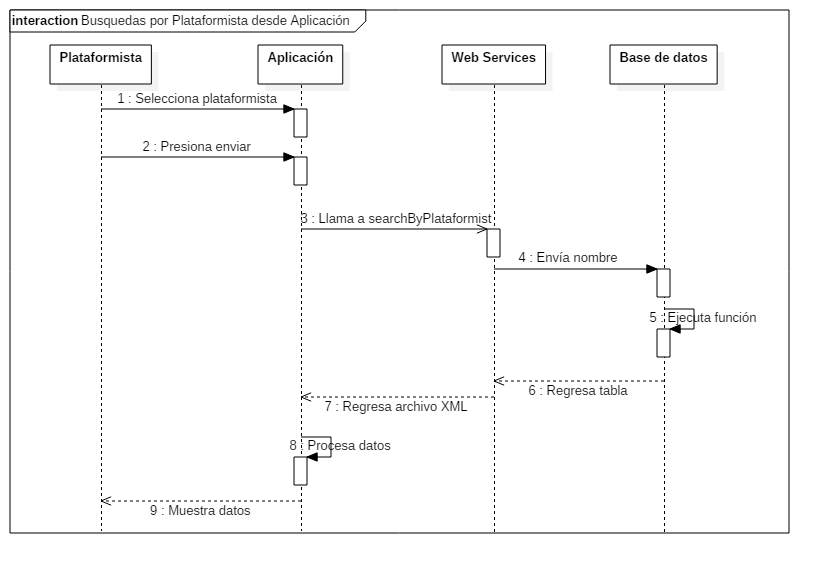 interaction Busquedas por Plataformista desde Aplicación
Plataformista
Aplicación
Web Services
Base de datos
1 : Selecciona plataformista
2 : Presiona enviar
3 : Llama a searchByPlataformist
4 : Envía nombre
5 : Ejecuta función
6 : Regresa tabla
7 : Regresa archivo XML
8 : Procesa datos
9 : Muestra datos